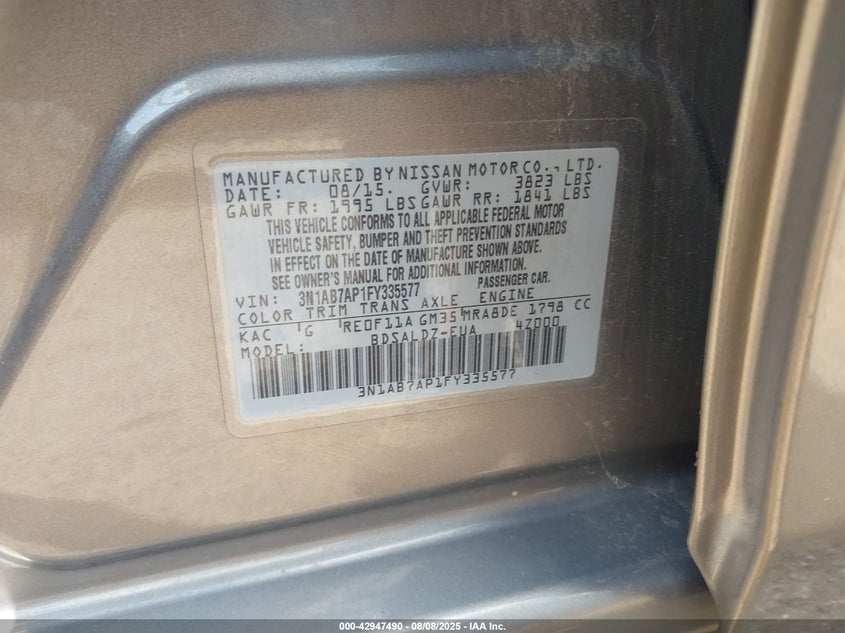 MANUFACTURED BY NISSAN MOTOR CO., LTD.
DATE: 08/15. GVWR: 3823 LBS
GAWR FR: 1995 LBS GAWR RR: 1841 LBS
THIS VEHICLE CONFORMS TO ALL APPLICABLE FEDERAL MOTOR
VEHICLE SAFETY, BUMPER AND THEFT PREVENTION STANDARDS
IN EFFECT ON THE DATE OF MANUFACTURE SHOWN ABOVE.
SEE OWNER'S MANUAL FOR ADDITIONAL INFORMATION.
VIN: 3N1AB7AP1FY335577 PASSENGER CAR.
COLOR TRIM TRANS AXLE ENGINE
KAC G RE0F11A GM35 MRA8DE 1798 CC
MODEL: BDSALDZ-EUA 4Z000
3N1AB7AP1FY335577
000-42947490 - 08/08/2025 - IAA Inc.